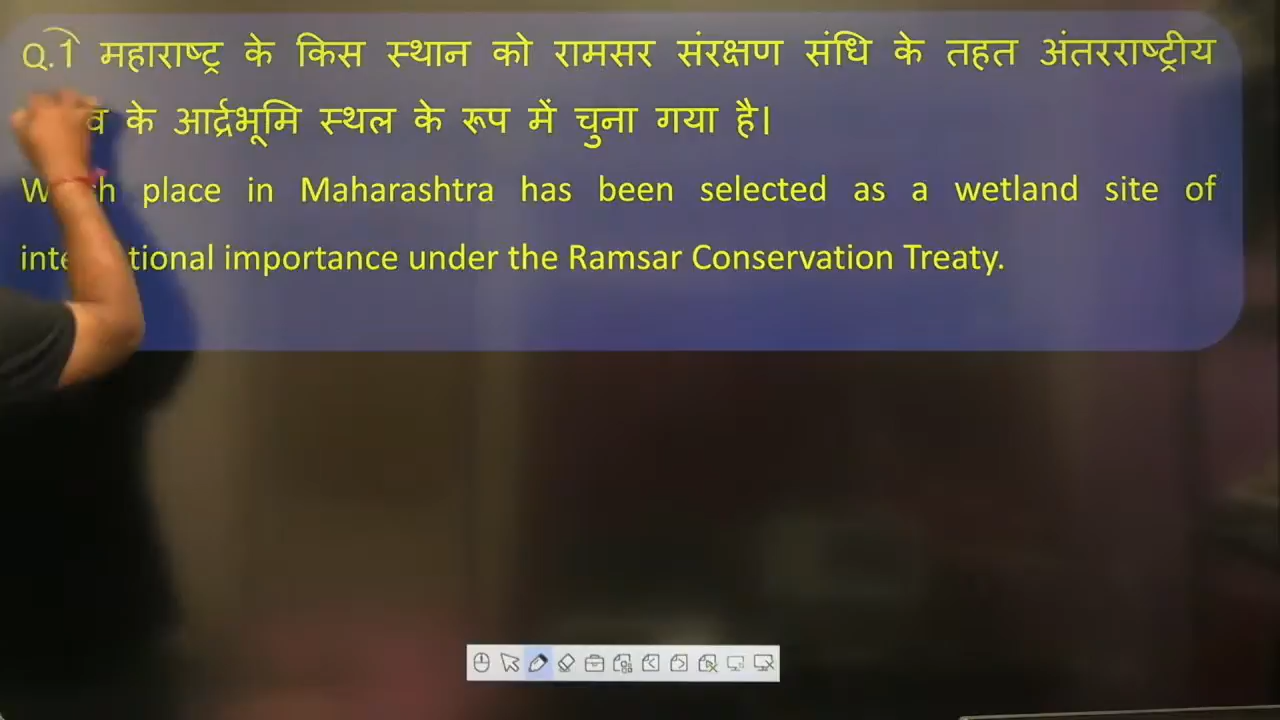 Q.1 महाराष्ट्र के किस स्थान को रामसर संरक्षण संधि के तहत अंतरराष्ट्रीय
के आर्द्रभूमि स्थल के रूप में चुना गया है।
place in Maharashtra has been selected as a wetland site of
importance under the Ramsar Conservation Treaty.